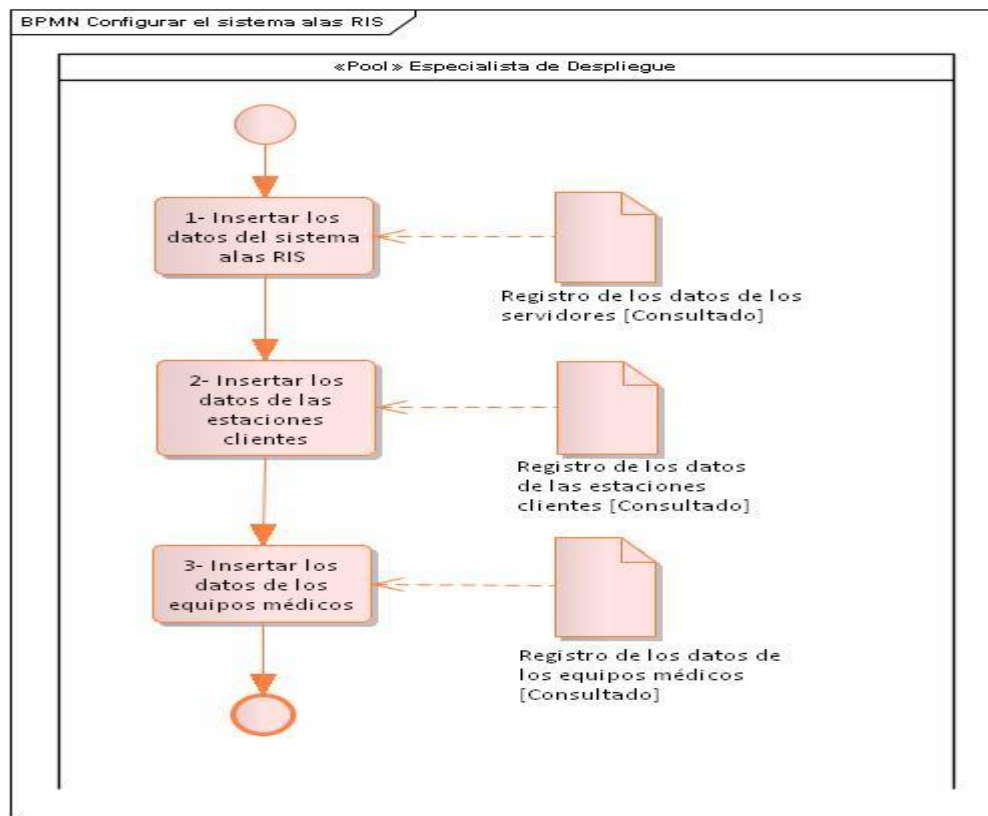 BPMN Configurar el sistema alas RIS
«Pool» Especialista de Despliegue
1- Insertar los
datos del sistema
alas RIS
Registro de los datos de los
servidores [Consultado]
2- Insertar los
datos de las
estaciones
clientes
Registro de los datos
de las estaciones
clientes [Consultado]
3- Insertar los
datos de los
equipos médicos
Registro de los datos de
los equipos médicos
[Consultado]